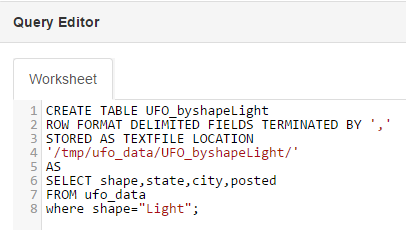 Query Editor
Worksheet
1 CREATE TABLE UFO_byshapeLight
2 ROW FORMAT DELIMITED FIELDS TERMINATED BY ','
3 STORED AS TEXTFILE LOCATION
4 '/tmp/ufo_data/UFO_byshapeLight/'
5 AS
6 SELECT shape,state,city,posted
7 FROM ufo_data
8 where shape="Light";